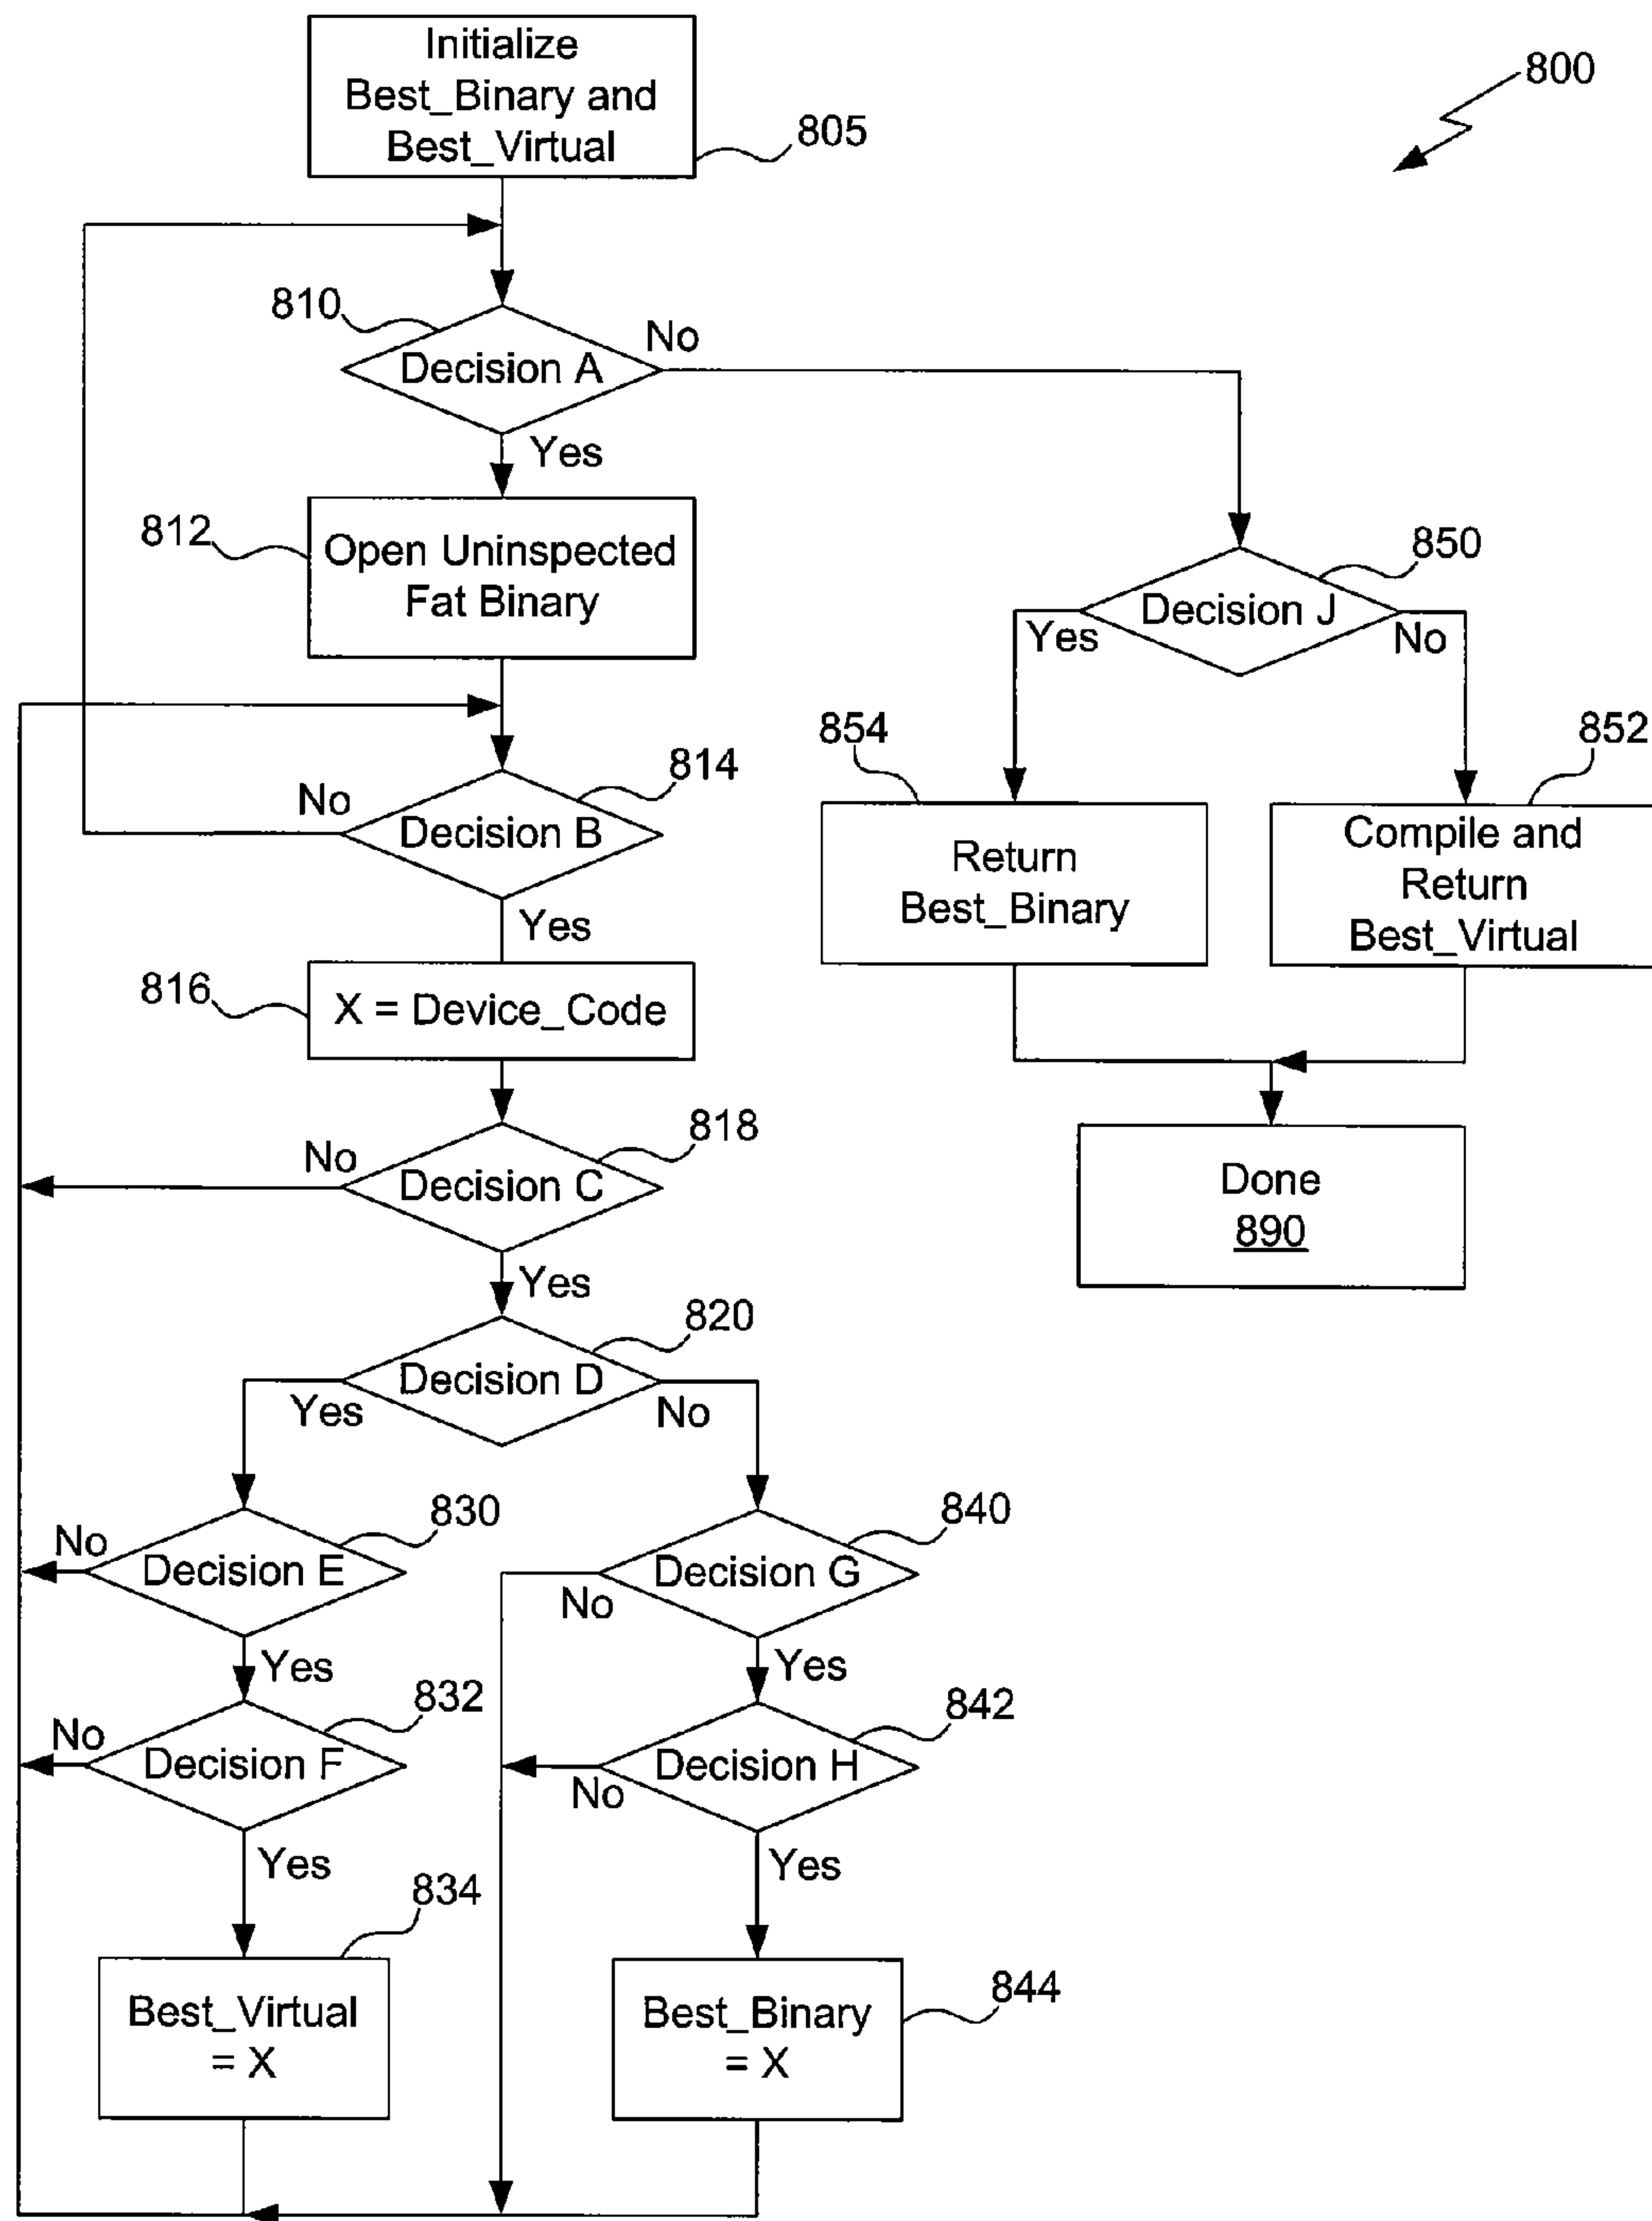 Initialize
Best_Binary and
Best_Virtual
805
800
810
Decision A
No
Yes
812
Open Uninspected
Fat Binary
850
Decision J
Yes
No
814
No
Decision B
Yes
854
Return
Best_Binary
852
Compile and
Return
Best_Virtual
816
X = Device_Code
818
No
Decision C
Yes
Done
890
820
Decision D
Yes
No
830
No
Decision E
Yes
840
Decision G
No
Yes
832
No
Decision F
Yes
842
Decision H
No
Yes
834
Best_Virtual
= X
844
Best_Binary
= X